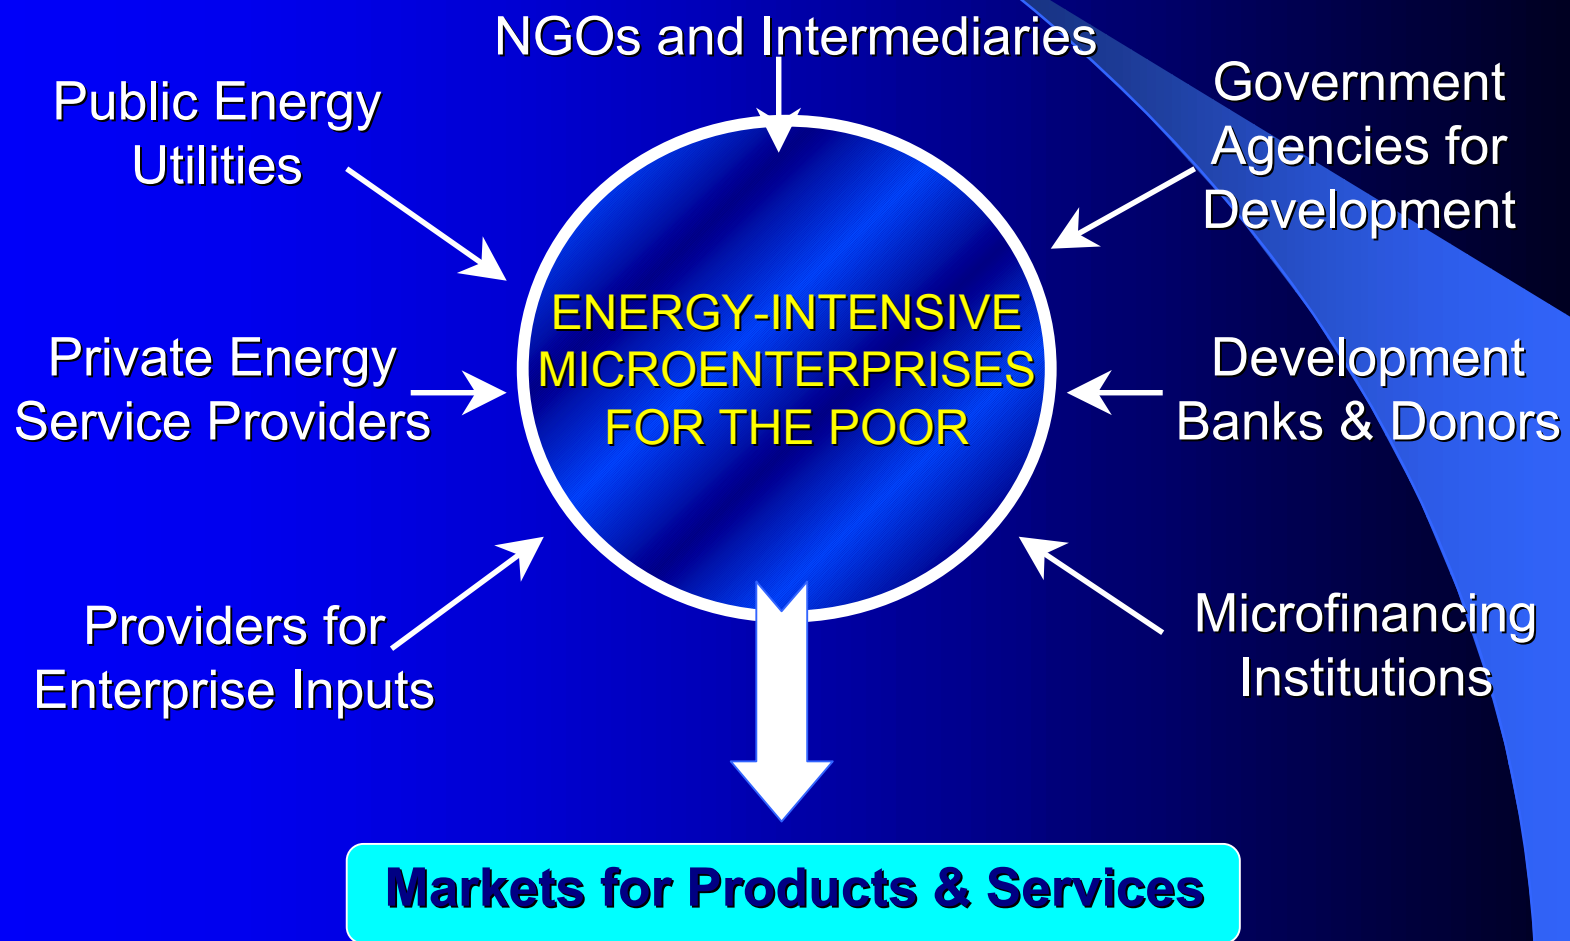 NGOs and Intermediaries
Public Energy
Utilities
Government
Agencies for
Development
ENERGY-INTENSIVE
MICROENTERPRISES
FOR THE POOR
Private Energy
Service Providers
Development
Banks & Donors
Providers for
Enterprise Inputs
Microfinancing
Institutions
Markets for Products & Services